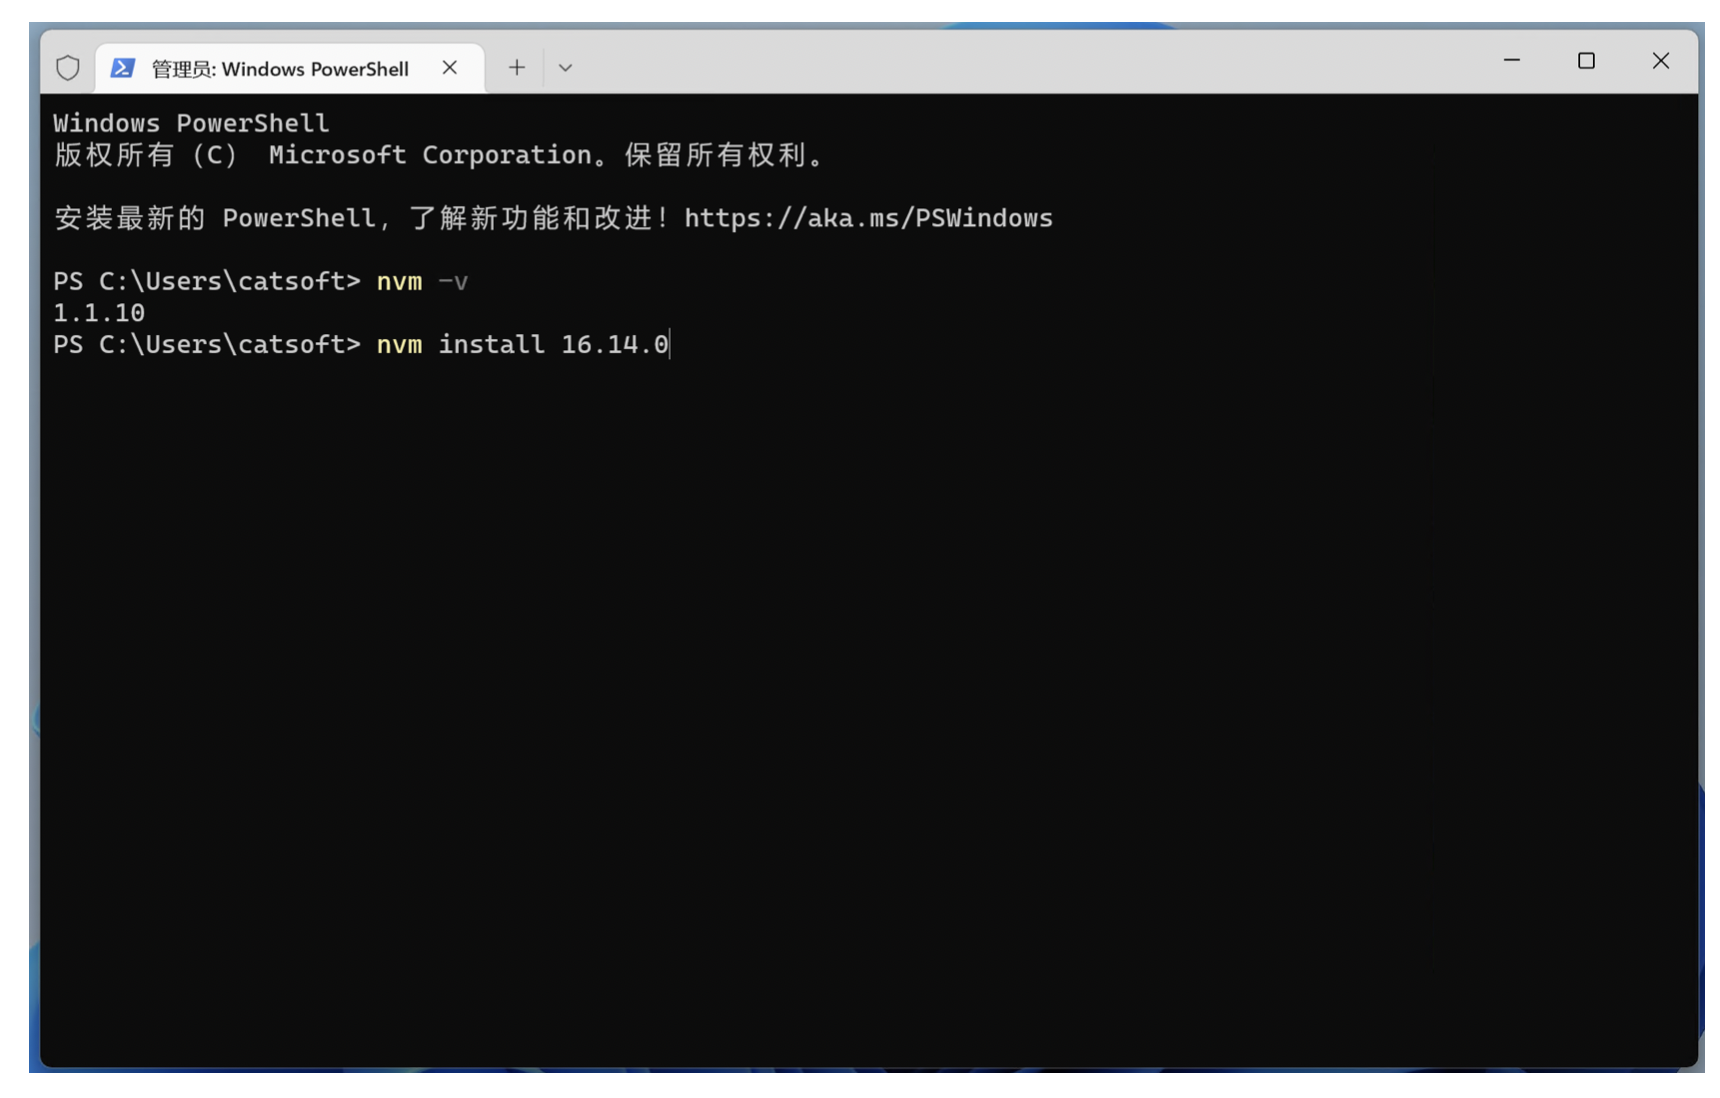 管理员: Windows PowerShell
Windows PowerShell
版权所有 (C) Microsoft Corporation。保留所有权利。
安装最新的 PowerShell，了解新功能和改进！https://aka.ms/PSWindows
PS C:\Users\catsoft> nvm -v
1.1.10
PS C:\Users\catsoft> nvm install 16.14.0